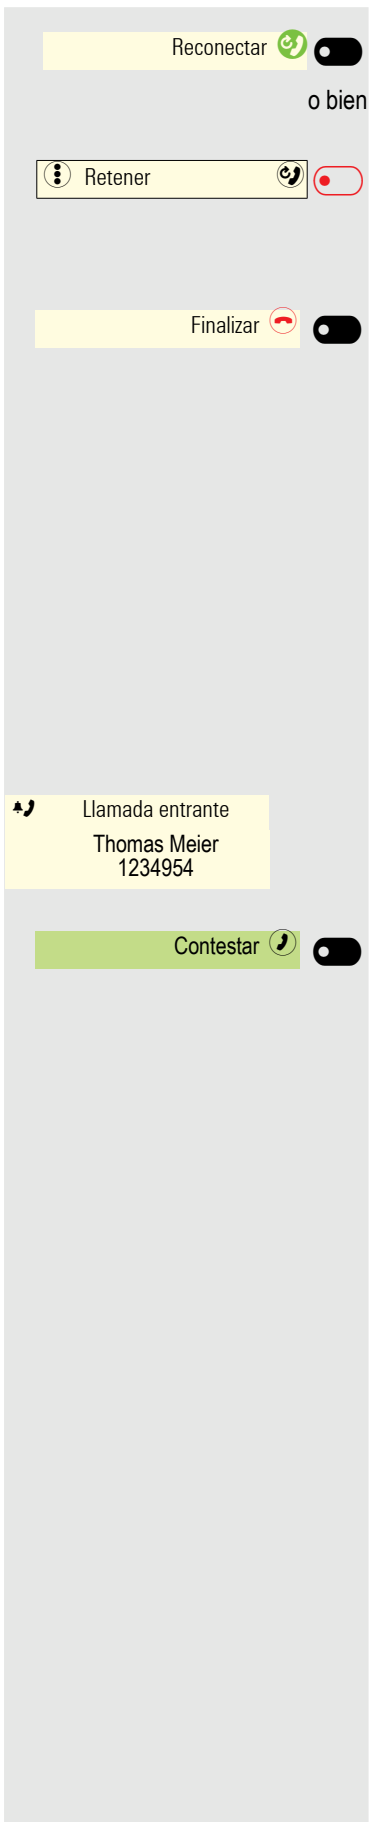 Reconectar
o bien
Retener
Finalizar
Llamada entrante
Thomas Meier
1234954
Contestar